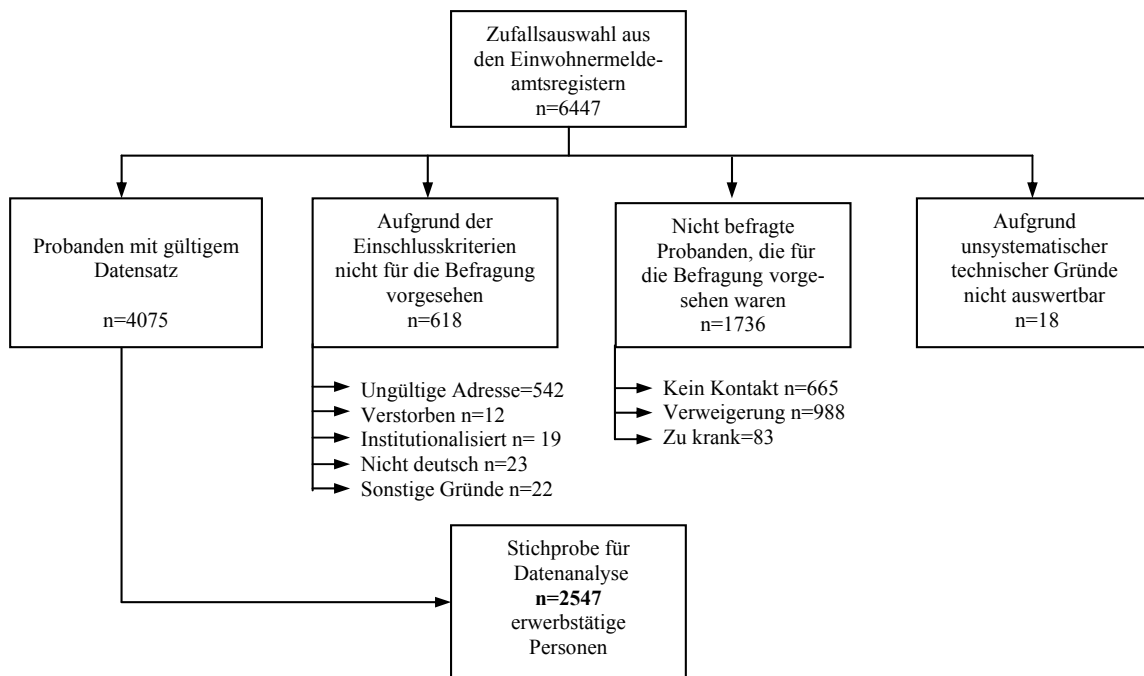 Zufallsauswahl aus
den Einwohnermelde-
amtsregistern
n=6447
Probanden mit gültigem
Datensatz
n=4075
Aufgrund der
Einschlusskriterien
nicht für die Befragung
vorgesehen
n=618
Nicht befragte
Probanden, die für
die Befragung vorge-
sehen waren
n=1736
Aufgrund
unsystematischer
technischer Gründe
nicht auswertbar
n=18
Ungültige Adresse=542
Verstorben n=12
Institutionalisiert n= 19
Nicht deutsch n=23
Sonstige Gründe n=22
Kein Kontakt n=665
Verweigerung n=988
Zu krank=83
Stichprobe für
Datenanalyse
n=2547
erwerbstätige
Personen